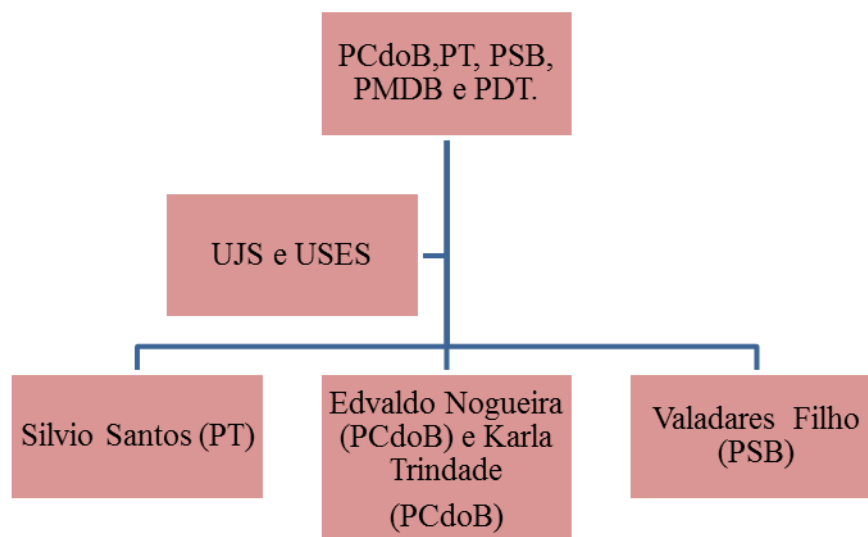 PCdoB,PT, PSB,
PMDB e PDT.
UJS e USES
Silvio Santos (PT)
Edvaldo Nogueira
(PCdoB) e Karla
Trindade
(PCdoB)
Valadares Filho
(PSB)